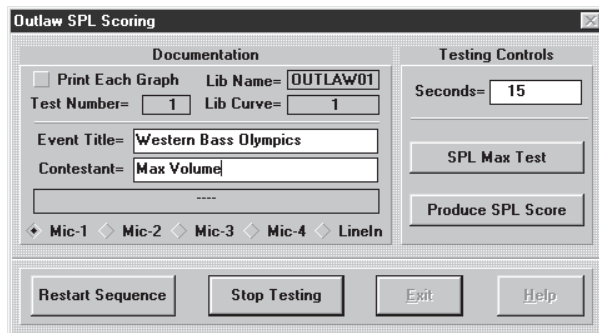 Outlaw SPL Scoring
Documentation
Print Each Graph Lib Name= OUTLAW01
Test Number= 1 Lib Curve= 1
Event Title= Western Bass Olympics
Contestant= Max Volume
----
Mic-1 Mic-2 Mic-3 Mic-4 LineIn
Testing Controls
Seconds= 15
SPL Max Test
Produce SPL Score
Restart Sequence Stop Testing Exit Help